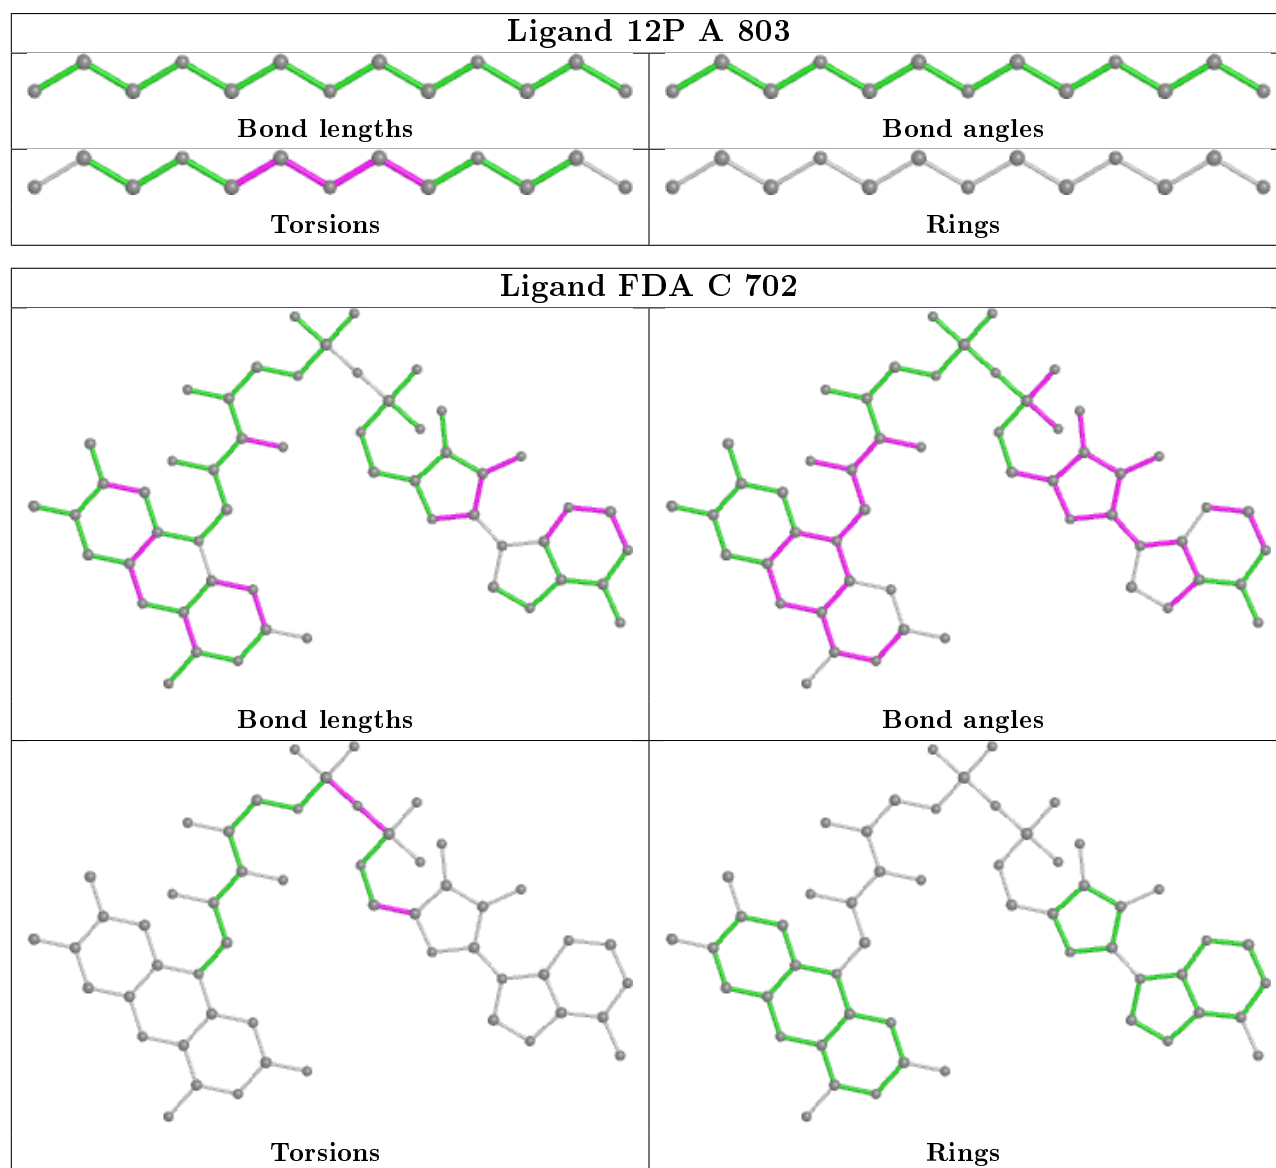 Ligand 12P A 803
Bond lengths
Bond angles
Torsions
Rings
Ligand FDA C 702
Bond lengths
Bond angles
Torsions
Rings